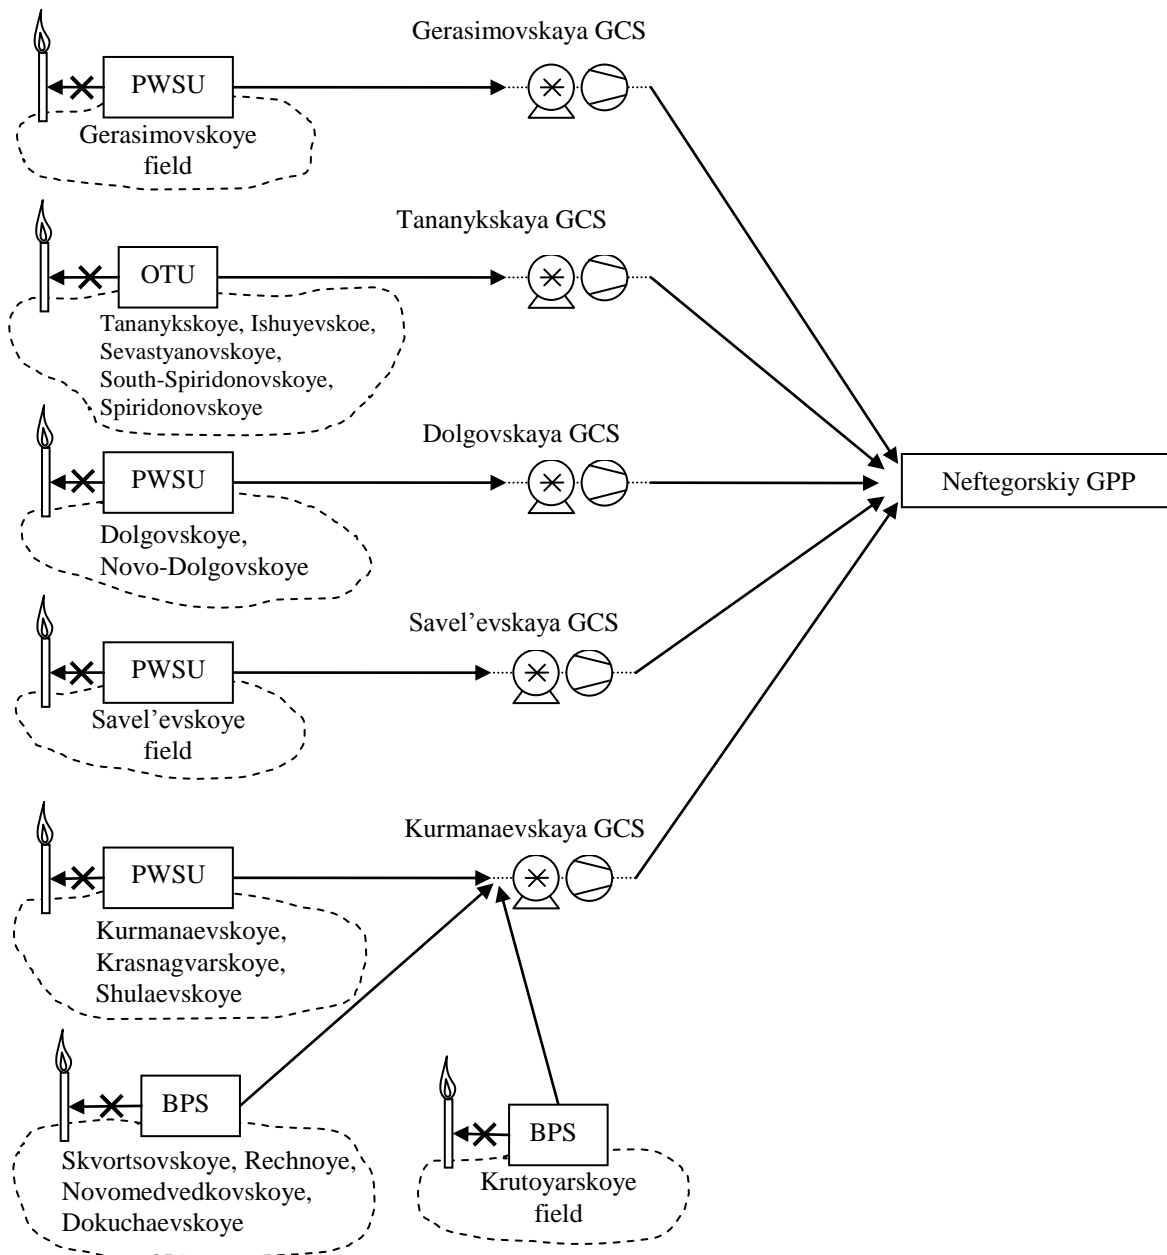 Gerasimovskaya GCS
PWSU
Gerasimovskoye
field
Tananykskaya GCS
OTU
Tananykskoye, Ishuyevskoe,
Sevastyanovskoye,
South-Spiridonovskoye,
Spiridonovskoye
Dolgovskaya GCS
PWSU
Neftegorskiy GPP
Dolgovskoye,
Novo-Dolgovskoye
Savel’evskaya GCS
PWSU
Savel’evskoye
field
Kurmanaevskaya GCS
PWSU
Kurmanaevskoye,
Krasnagvarskoye,
Shulaevskoye
BPS
Skvortsovskoye, Rechnoye,
Novomedvedkovskoye,
Dokuchaevskoye
BPS
Krutoyarskoye
field